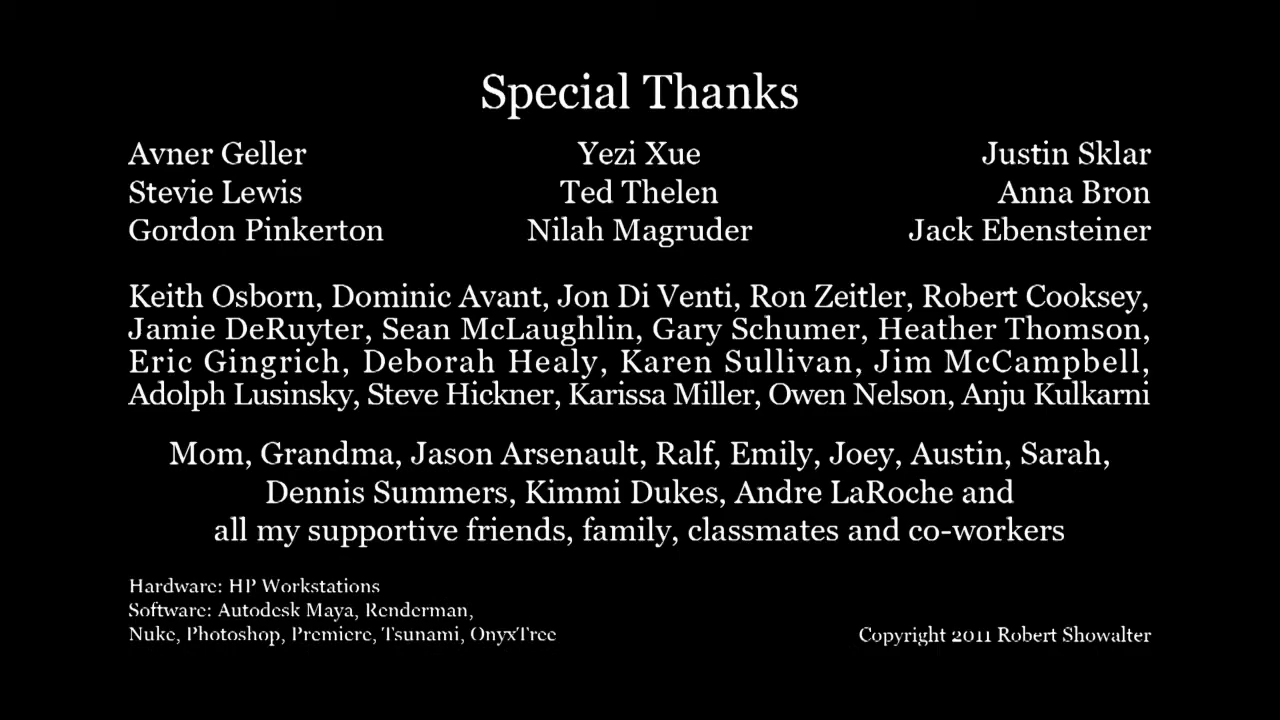 Special Thanks
Avner Geller Yezi Xue Justin Sklar
Stevie Lewis Ted Thelen Anna Bron
Gordon Pinkerton Nilah Magruder Jack Ebensteiner
Keith Osborn, Dominic Avant, Jon Di Venti, Ron Zeitler, Robert Cooksey,
Jamie DeRuyter, Sean McLaughlin, Gary Schumer, Heather Thomson,
Eric Gingrich, Deborah Healy, Karen Sullivan, Jim McCampbell,
Adolph Lusinsky, Steve Hickner, Karissa Miller, Owen Nelson, Anju Kulkarni
Mom, Grandma, Jason Arsenault, Ralf, Emily, Joey, Austin, Sarah,
Dennis Summers, Kimmi Dukes, Andre LaRoche and
all my supportive friends, family, classmates and co-workers
Hardware: HP Workstations
Software: Autodesk Maya, Renderman,
Nuke, Photoshop, Premiere, Tsunami, OnyxTree
Copyright 2011 Robert Showalter